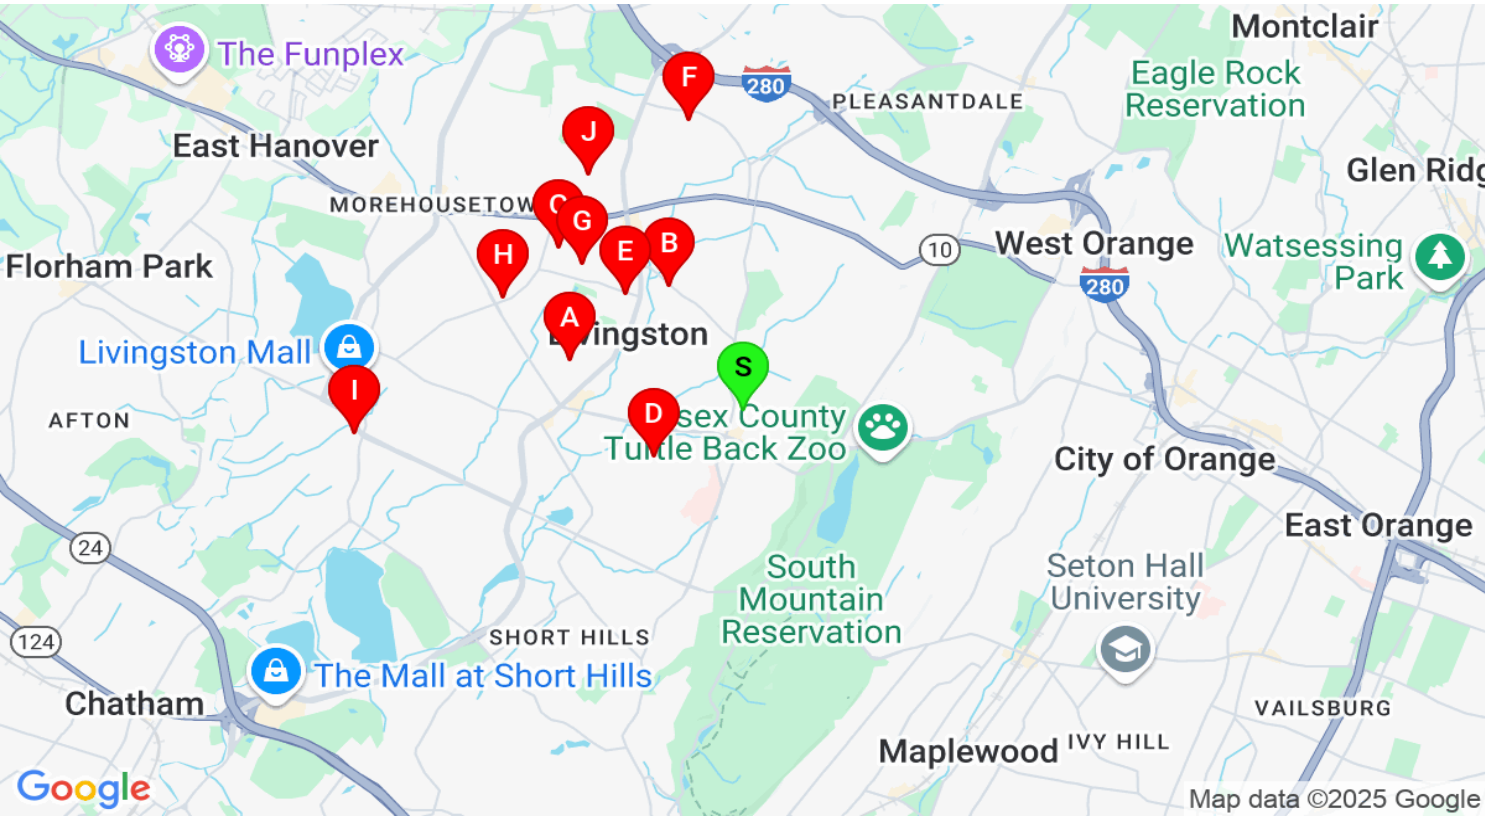 Montclair
The Funplex
F
280
Eagle Rock
Reservation
PLEASANTDALE
J
East Hanover
Glen Ridg
MOREHOUSETOW
C
G
H
E
B
10
West Orange
Watsessing
Park
Florham Park
280
A
Livingston
Livingston Mall
S
I
D
AFTON
sex County
Turtle Back Zoo
City of Orange
24
East Orange
South
Mountain
Reservation
Seton Hall
University
124
SHORT HILLS
The Mall at Short Hills
Chatham
VAILSBURG
Maplewood
IVY HILL
Google
Map data ©2025 Google